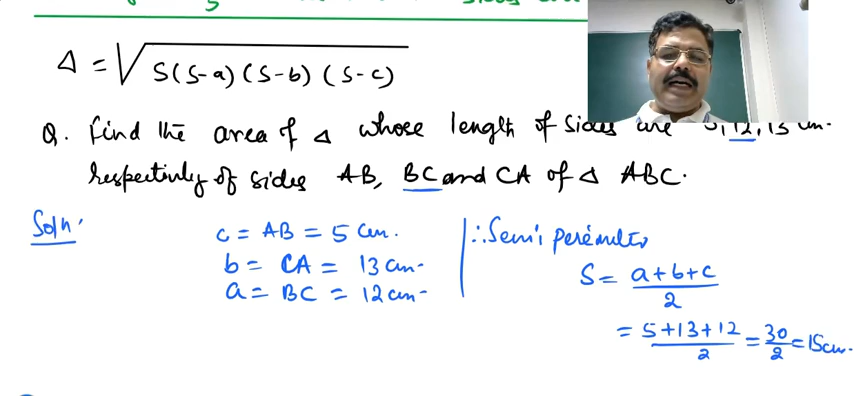 Δ = √S(S-a)(S-b)(S-c)
Q. Find the area of Δ whose length of sides are 5, 12, 13 cm.
respectively of sides AB, BC and CA of Δ ABC.
Soln.
c = AB = 5 cm.
b = CA = 13 cm.
a = BC = 12 cm.
∴ Semi perimeter
S = a+b+c / 2
= 5+13+12 / 2 = 30/2 = 15 cm.